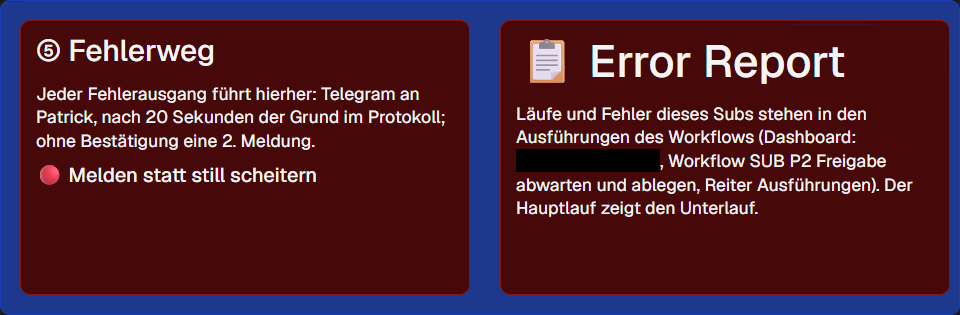 ⑤ Fehlerweg
Jeder Fehlerausgang führt hierher: Telegram an
Patrick, nach 20 Sekunden der Grund im Protokoll;
ohne Bestätigung eine 2. Meldung.
Melden statt still scheitern
Error Report
Läufe und Fehler dieses Subs stehen in den
Ausführungen des Workflows (Dashboard:
, Workflow SUB P2 Freigabe
abwarten und ablegen, Reiter Ausführungen). Der
Hauptlauf zeigt den Unterlauf.